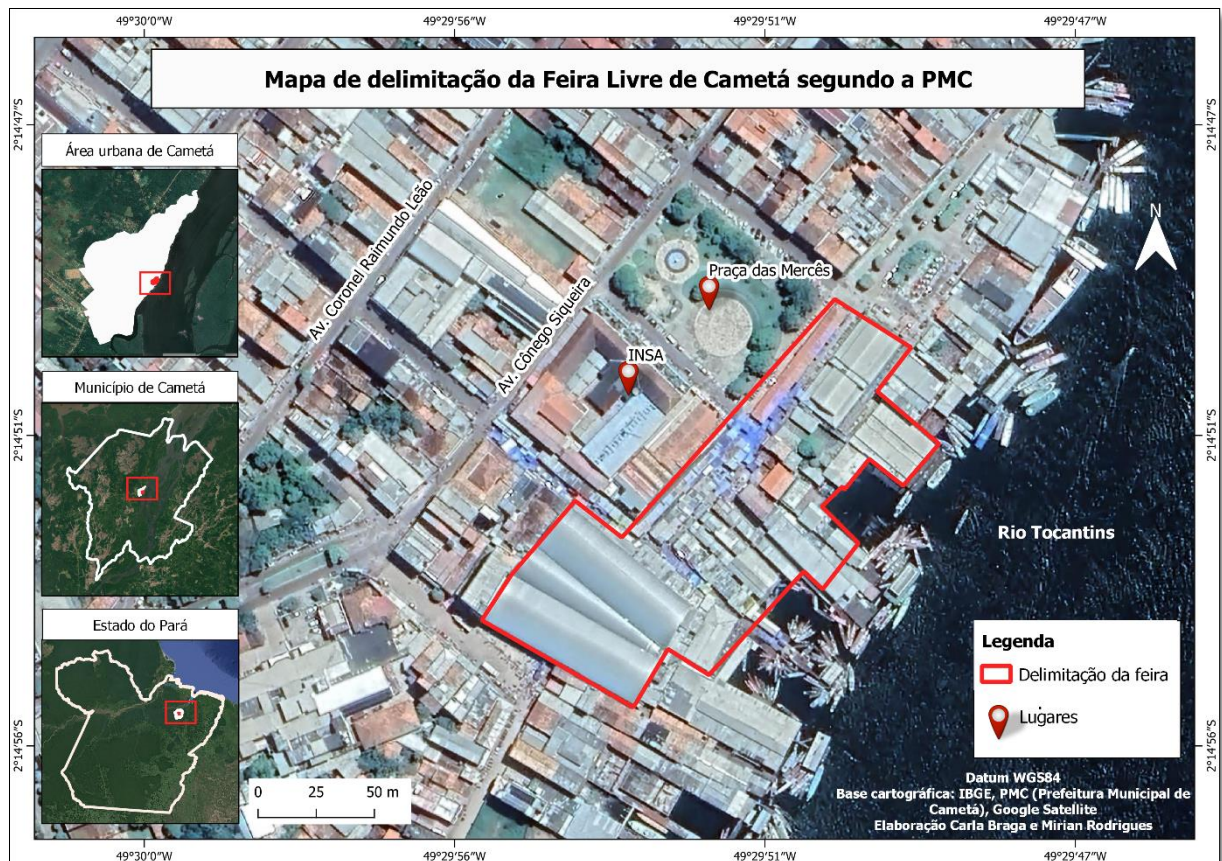 49°30'0"W
49°29'56"W
49°29'51"W
49°29'47"W
Mapa de delimitação da Feira Livre de Cametá segundo a PMC
2°14'47"S
2°14'47"S
Área urbana de Cametá
Av. Coronel Raimundo Leão
Av. Cônego Siqueira
Praça das Mercês
N
INSA
Município de Cametá
2°14'51"S
2°14'51"S
Rio Tocantins
Estado do Pará
Legenda
Delimitação da feira
Lugares
2°14'56"S
2°14'56"S
0 25 50 m
Datum WGS84
Base cartográfica: IBGE, PMC (Prefeitura Municipal de
Cametá), Google Satellite
Elaboração Carla Braga e Mirian Rodrigues
49°30'0"W
49°29'56"W
49°29'51"W
49°29'47"W